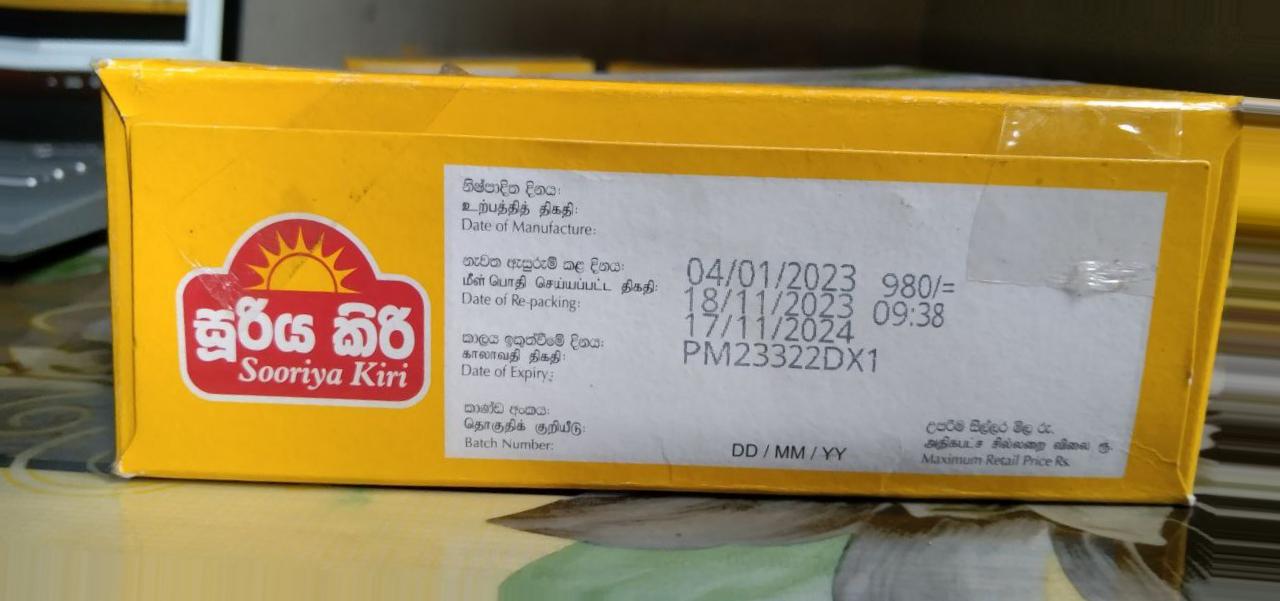 සූරිය කිරි
Sooriya Kiri
නිෂ්පාදිත දිනය:
உற்பத்தித் திகதி:
Date of Manufacture:
නැවත ඇසුරුම් කළ දිනය:
மீள் பொதி செய்யப்பட்ட திகதி:
Date of Re-packing:
කාලය ඉකුත්වීමේ දිනය:
காலாவதி திகதி:
Date of Expiry:
කාණ්ඩ අංකය:
தொகுதிக் குறியீடு:
Batch Number:
04/01/2023 980/=
18/11/2023 09:38
17/11/2024
PM23322DX1
DD / MM / YY
උපරිම සිල්ලර මිල රු.
அதிகபட்ச சில்லறை விலை ரூ.
Maximum Retail Price Rs.